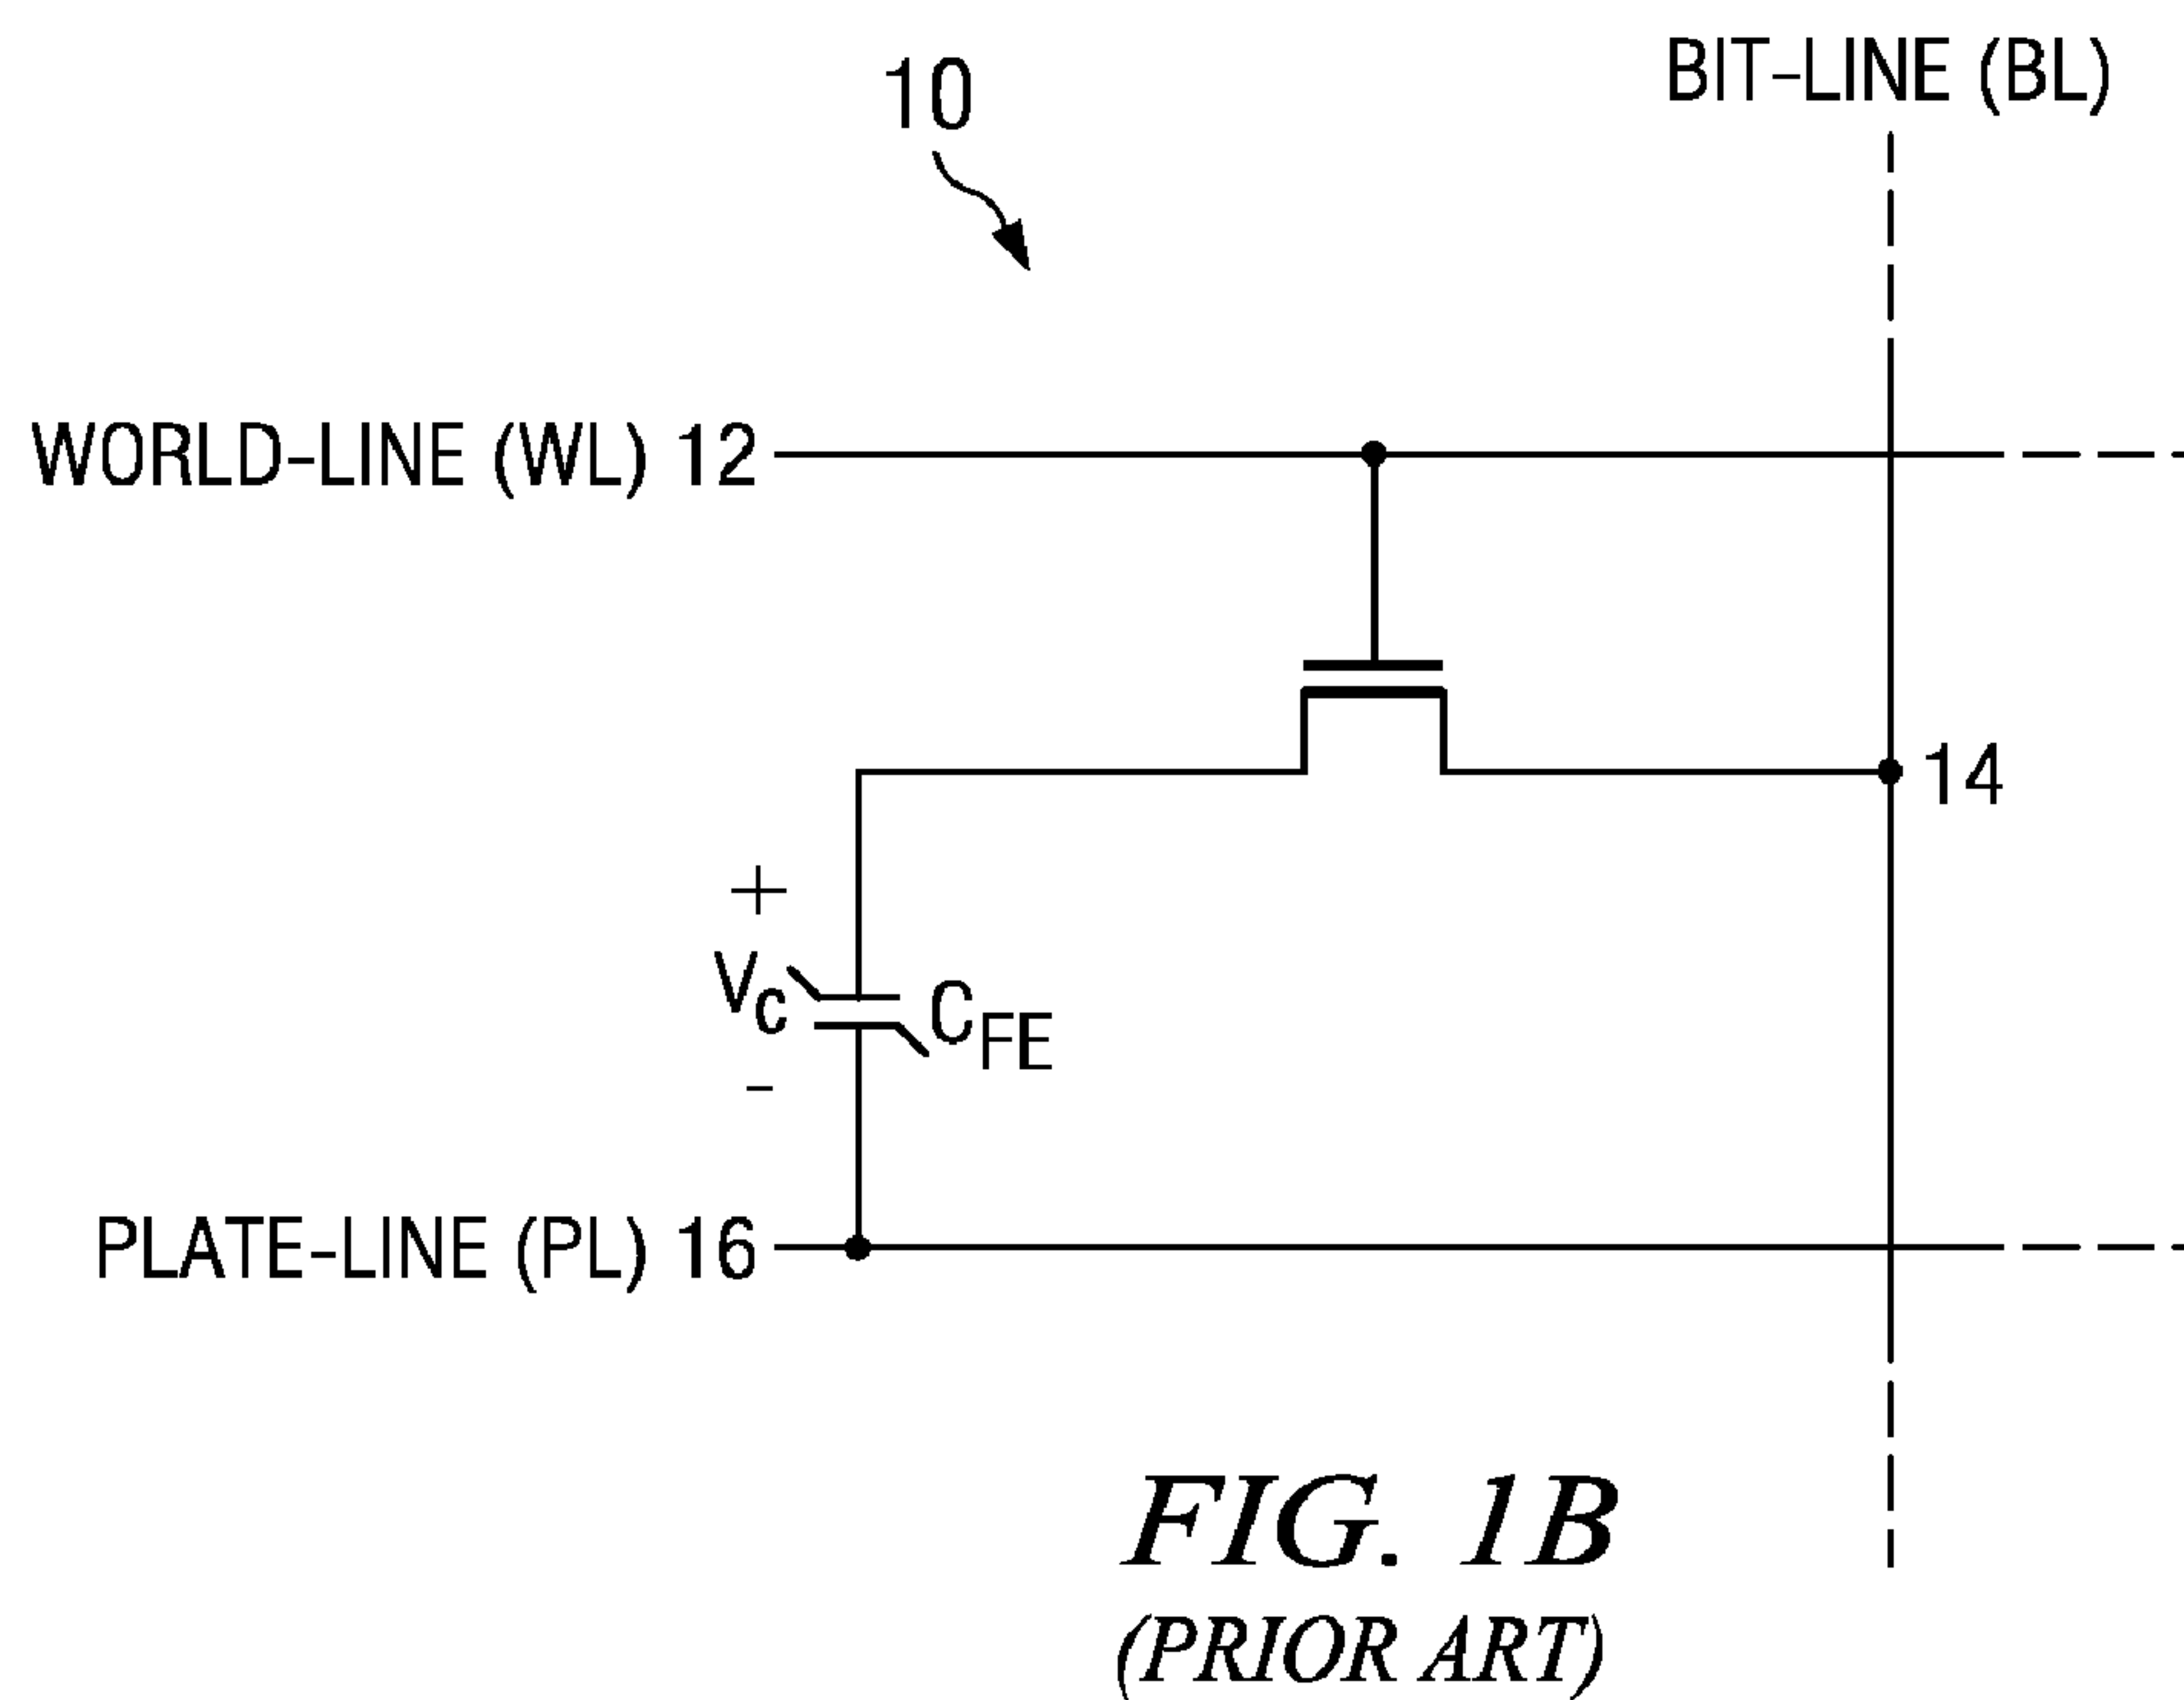 10
BIT-LINE (BL)
WORLD-LINE (WL) 12
14
+
VC
CFE
-
PLATE-LINE (PL) 16
FIG. 1B
(PRIOR ART)